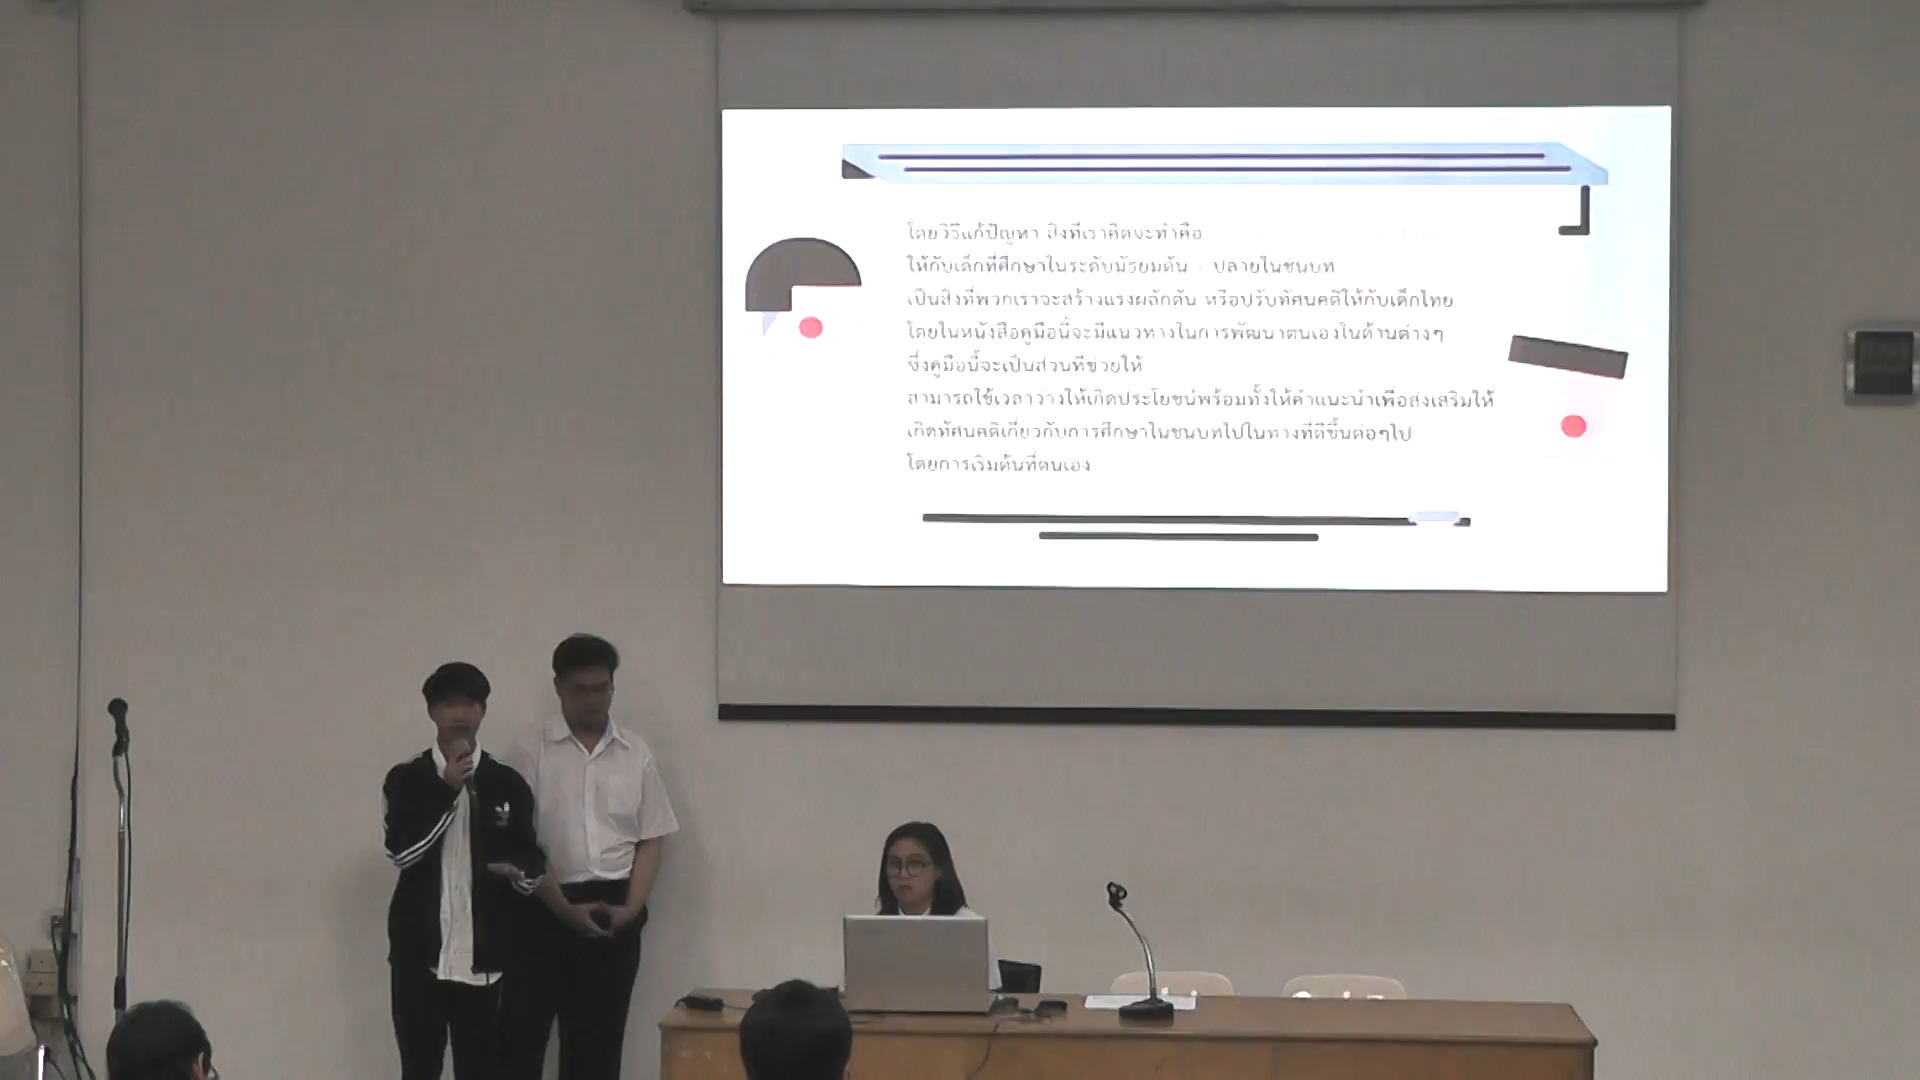 โดยวิธีแก้ปัญหา สิ่งที่เราคิดจะทำคือ
ให้กับเด็กที่ศึกษาในระดับมัธยมต้น - ปลายในชนบท
เป็นสิ่งที่พวกเราจะสร้างแรงผลักดัน หรือปรับทัศนคติให้กับเด็กไทย
โดยในหนังสือคู่มือนี้จะมีแนวทางในการพัฒนาตนเองในด้านต่างๆ
ซึ่งคู่มือนี้จะเป็นส่วนที่ช่วยให้
สามารถใช้เวลาว่างให้เกิดประโยชน์พร้อมทั้งให้คำแนะนำเพื่อส่งเสริมให้
เกิดทัศนคติเกี่ยวกับการศึกษาในชนบทไปในทางที่ดีขึ้นต่อๆไป
โดยการเริ่มต้นที่ตนเอง